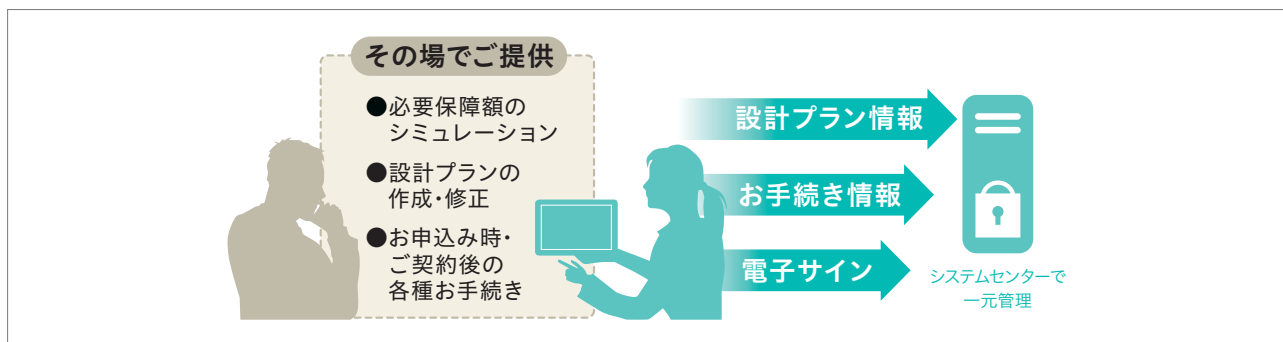 その場でご提供
●必要保障額の
シミュレーション
●設計プランの
作成・修正
●お申込み時・
ご契約後の
各種お手続き
設計プラン情報
お手続き情報
電子サイン
システムセンターで
一元管理